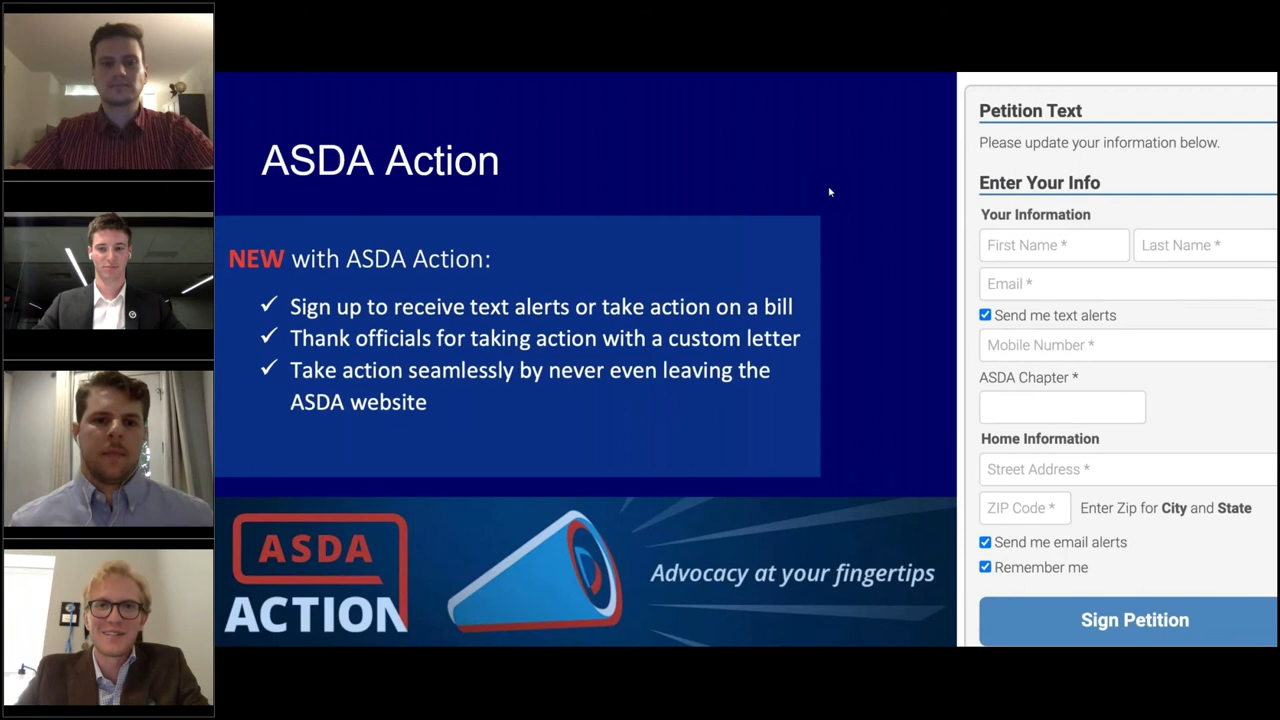 ASDA Action
NEW with ASDA Action:
✓ Sign up to receive text alerts or take action on a bill
✓ Thank officials for taking action with a custom letter
✓ Take action seamlessly by never even leaving the
ASDA website
ASDA
ACTION
Advocacy at your fingertips
Petition Text
Please update your information below.
Enter Your Info
Your Information
First Name * Last Name *
Email *
Send me text alerts
Mobile Number *
ASDA Chapter *
Home Information
Street Address *
ZIP Code * Enter Zip for City and State
Send me email alerts
Remember me
Sign Petition